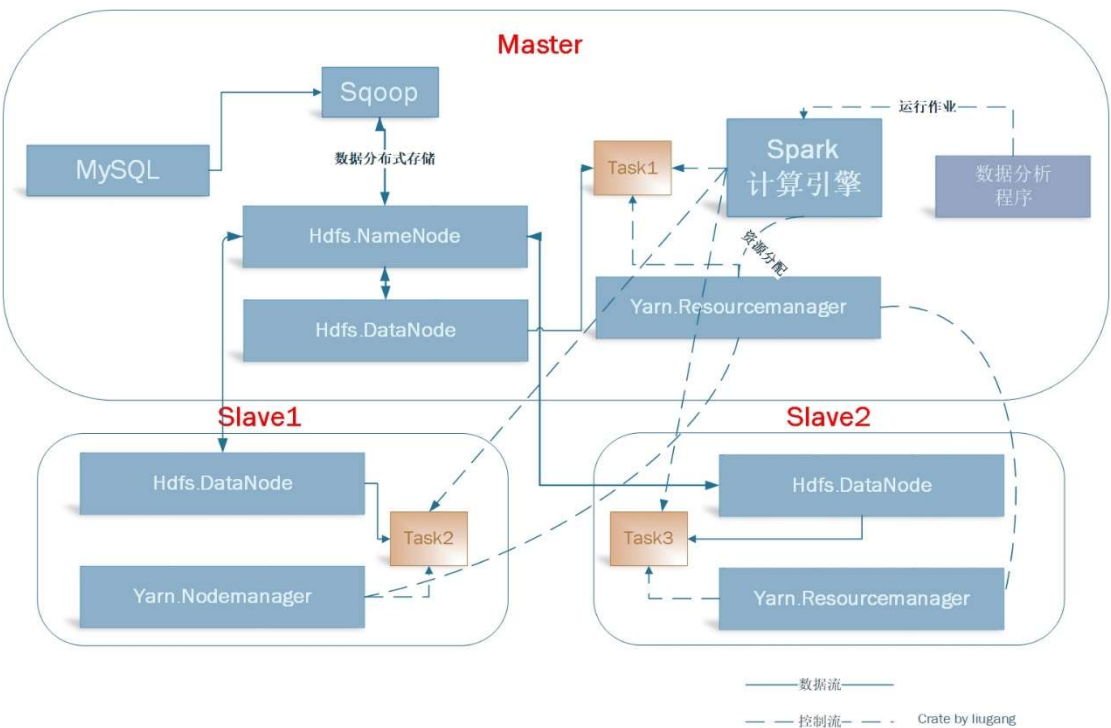 Master
Sqoop
运行作业
MySQL
数据分布式存储
Task1
Spark
计算引擎
数据分析
程序
Hdfs.NameNode
资源分配
Hdfs.DataNode
Yarn.Resourcemanager
Slave1
Slave2
Hdfs.DataNode
Hdfs.DataNode
Task2
Task3
Yarn.Nodemanager
Yarn.Resourcemanager
数据流
控制流
Crate by liugang